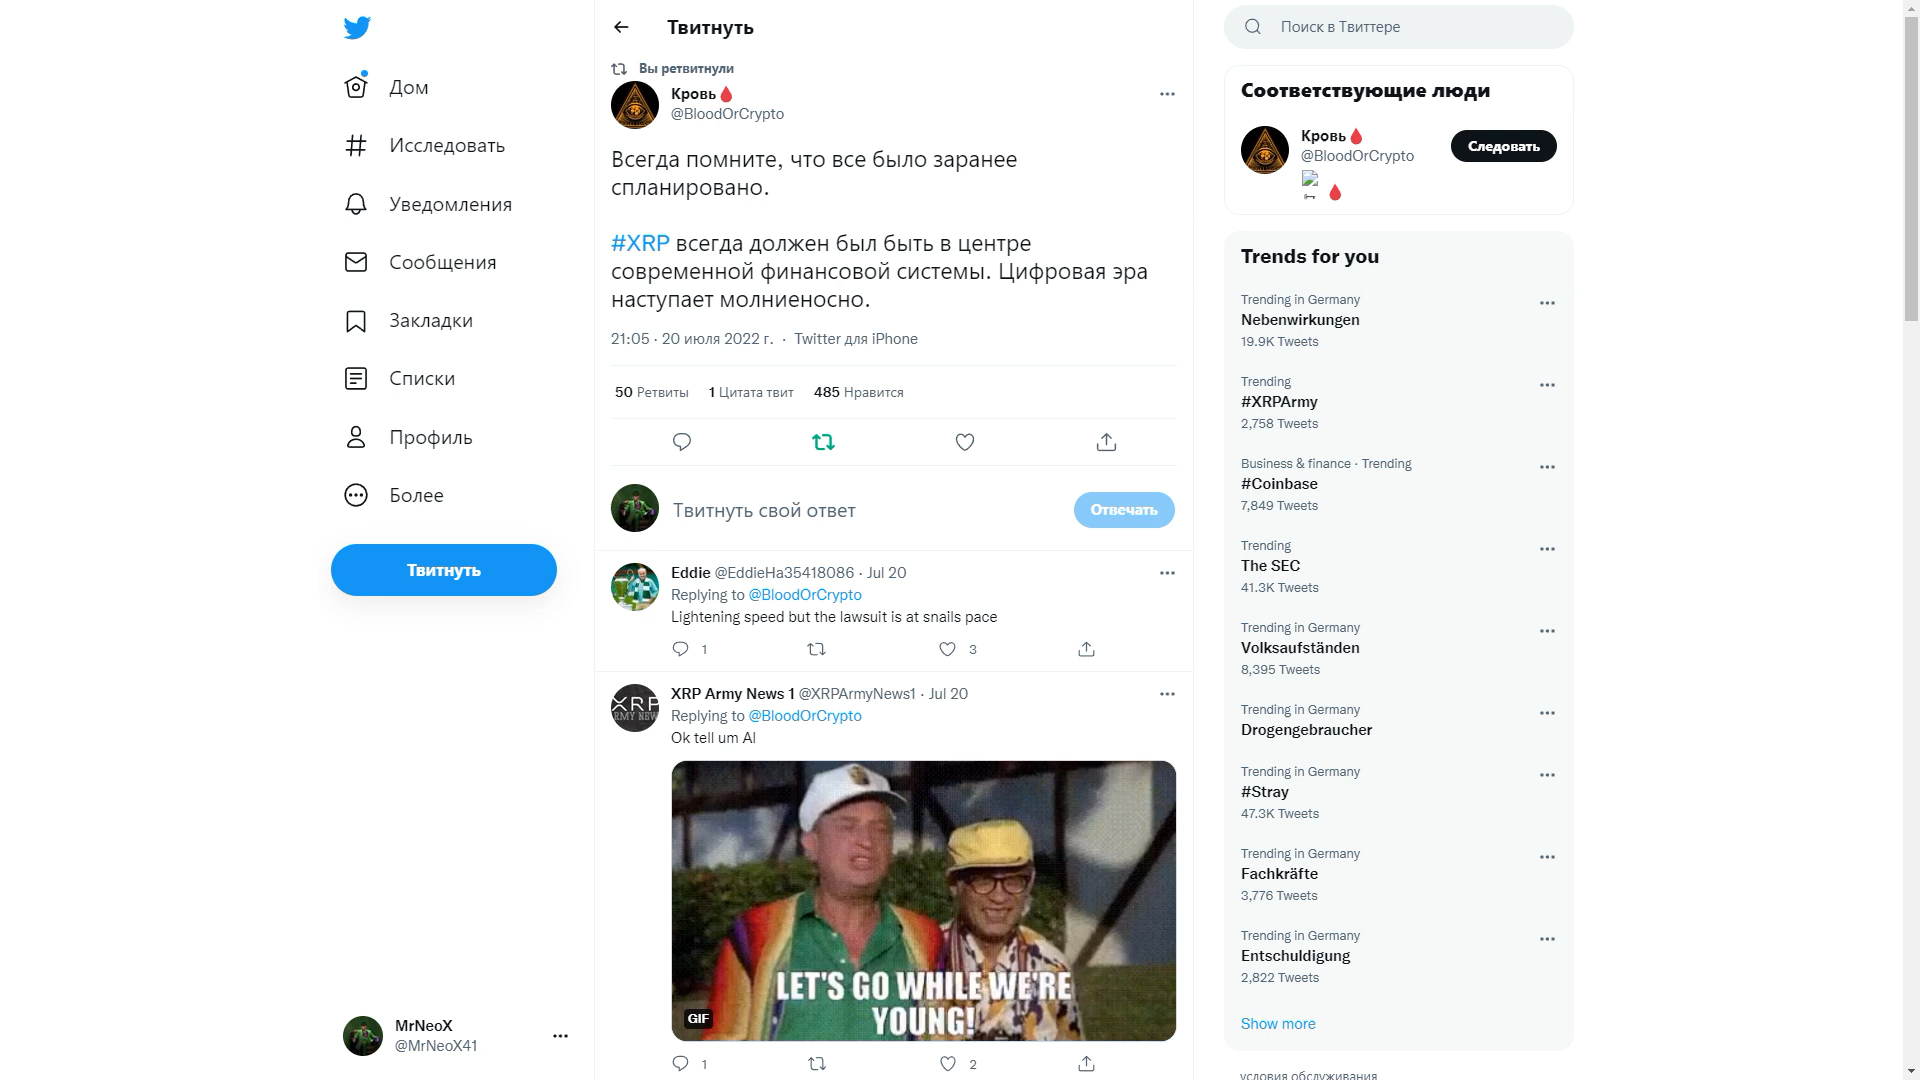 Дом
Исследовать
Уведомления
Сообщения
Закладки
Списки
Профиль
Более
Твитнуть
MrNeoX
@MrNeoX41
Твитнуть
Вы ретвитнули
Кровь🩸
@BloodOrCrypto
Всегда помните, что все было заранее
спланировано.
#XRP всегда должен был быть в центре
современной финансовой системы. Цифровая эра
наступает молниеносно.
21:05 · 20 июля 2022 г. · Twitter для iPhone
50 Ретвиты 1 Цитата твит 485 Нравится
Твитнуть свой ответ
Отвечать
Eddie @EddieHa35418086 · Jul 20
Replying to @BloodOrCrypto
Lightening speed but the lawsuit is at snails pace
1 3
XRP Army News 1 @XRPArmyNews1 · Jul 20
Replying to @BloodOrCrypto
Ok tell um Al
LET'S GO WHILE WE'RE
YOUNG!
GIF
1 2
Поиск в Твиттере
Соответствующие люди
Кровь🩸
@BloodOrCrypto
Следовать
Trends for you
Trending in Germany
Nebenwirkungen
19.9K Tweets
Trending
#XRPArmy
2,758 Tweets
Business & finance · Trending
#Coinbase
7,849 Tweets
Trending
The SEC
41.3K Tweets
Trending in Germany
Volksaufständen
8,395 Tweets
Trending in Germany
Drogengebraucher
Trending in Germany
#Stray
47.3K Tweets
Trending in Germany
Fachkräfte
3,776 Tweets
Trending in Germany
Entschuldigung
2,822 Tweets
Show more
условия обслуживания